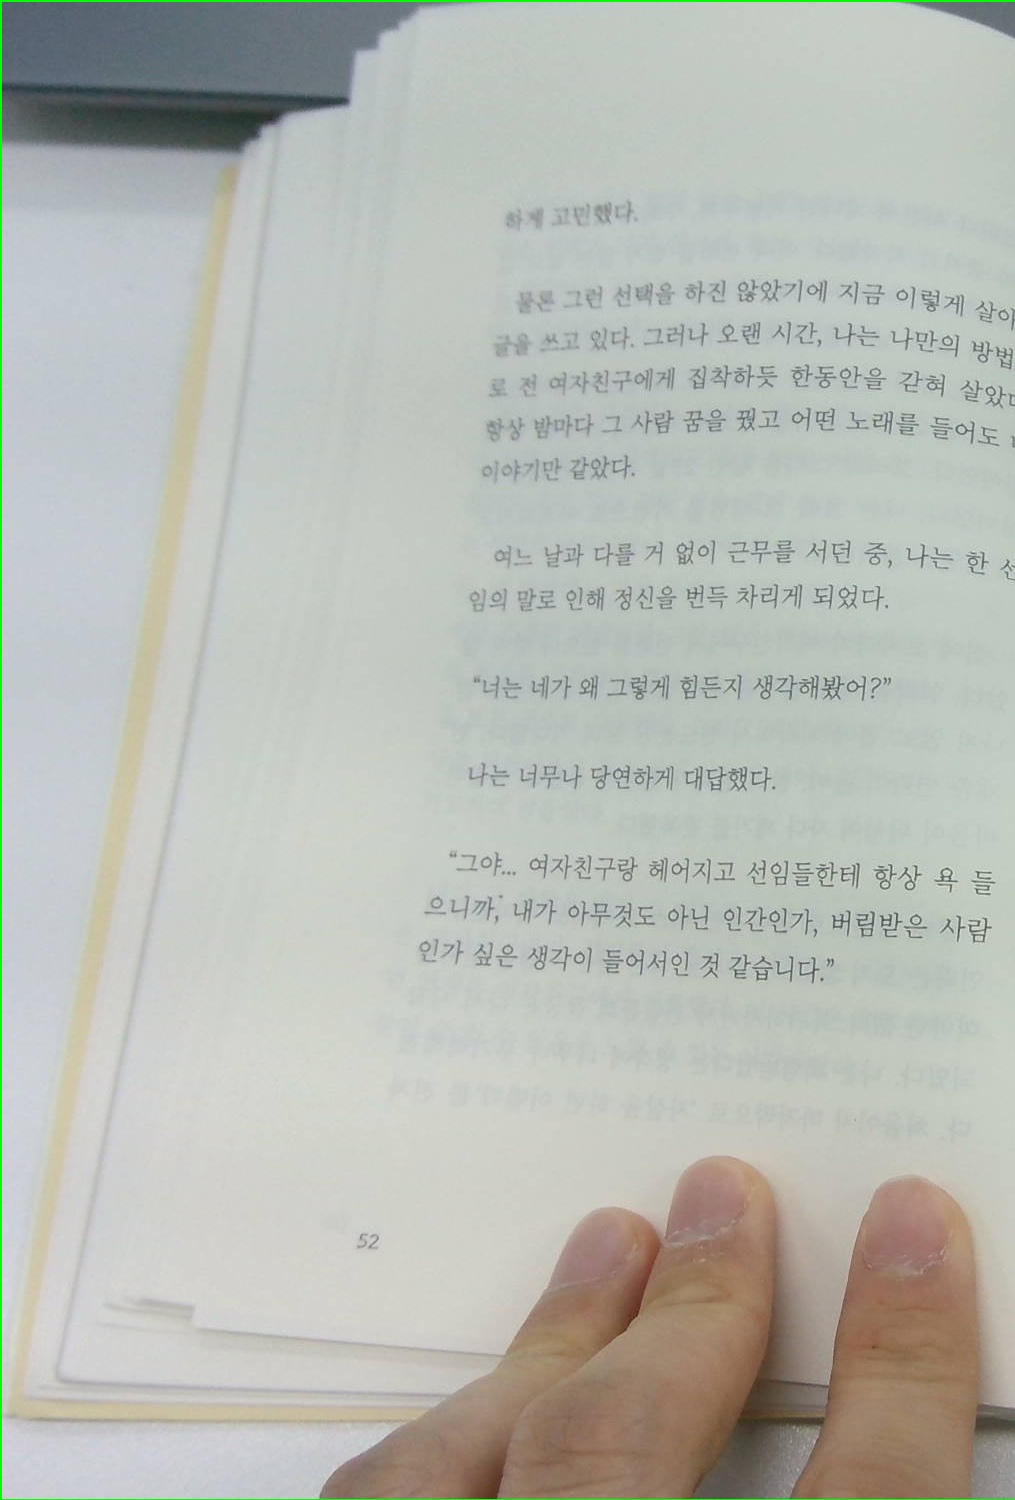 하게 고민했다.
물론 그런 선택을 하진 않았기에 지금 이렇게 살아
글을 쓰고 있다. 그러나 오랜 시간, 나는 나만의 방법
로 전 여자친구에게 집착하듯 한동안을 갇혀 살았다
항상 밤마다 그 사람 꿈을 꿨고 어떤 노래를 들어도
이야기만 같았다.
여느 날과 다를 거 없이 근무를 서던 중, 나는 한 선
임의 말로 인해 정신을 번득 차리게 되었다.
“너는 네가 왜 그렇게 힘든지 생각해봤어?”
나는 너무나 당연하게 대답했다.
“그야... 여자친구랑 헤어지고 선임들한테 항상 욕 들
으니까, 내가 아무것도 아닌 인간인가, 버림받은 사람
인가 싶은 생각이 들어서인 것 같습니다.”
52